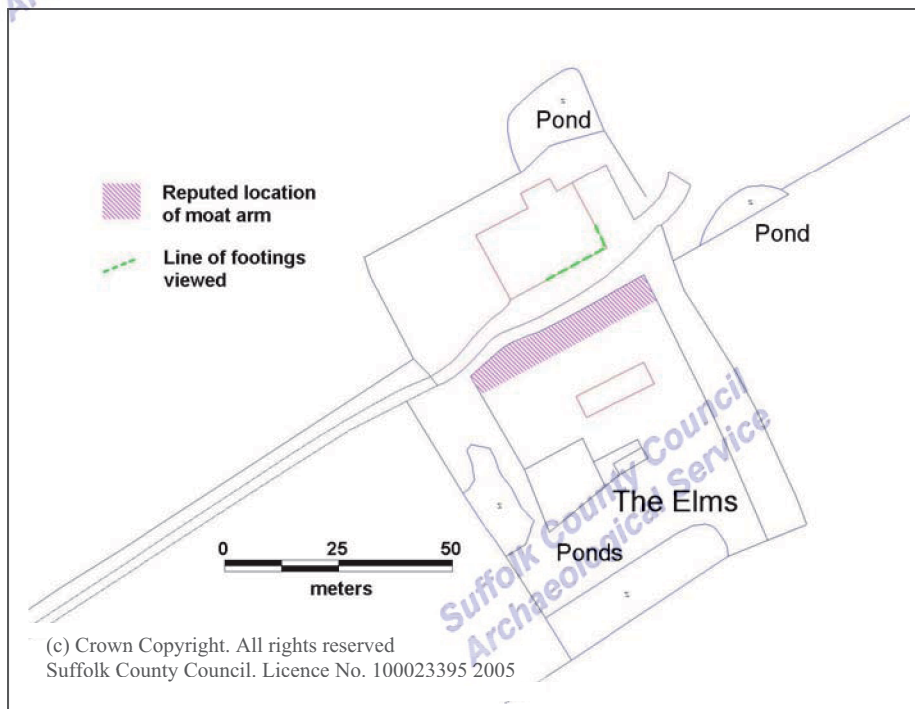 Pond
Reputed location
of moat arm
Pond
Line of footings
viewed
The Elms
Ponds
0 25 50
meters
Suffolk County Council
Archaeological Service
(c) Crown Copyright. All rights reserved
Suffolk County Council. Licence No. 100023395 2005